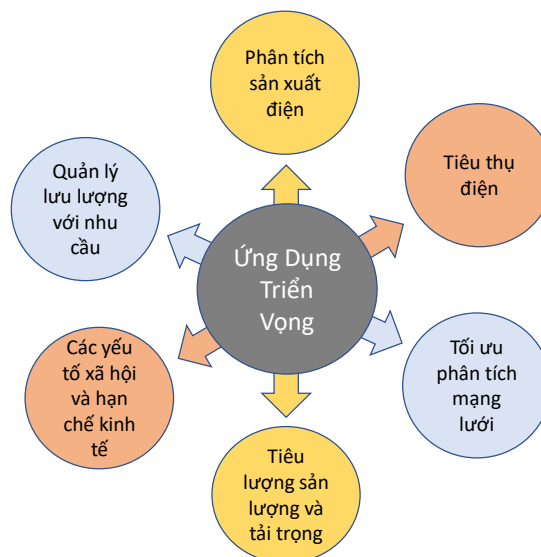 Phân tích
sản xuất
điện
Tiêu thụ
điện
Quản lý
lưu lượng
với nhu
cầu
Ứng Dụng
Triển
Vọng
Các yếu
tố xã hội
và hạn
chế kinh
tế
Tối ưu
phân tích
mạng
lưới
Tiêu
lượng sản
lượng và
tải trọng